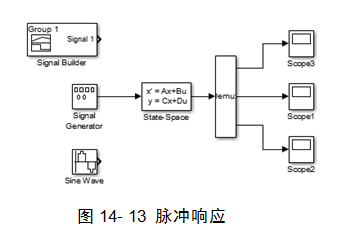 Group 1
Signal 1
Signal Builder
Signal
Generator
x' = Ax+Bu
y = Cx+Du
State-Space
Demux
Scope3
Scope1
Scope2
Sine Wave
图 14- 13 脉冲响应